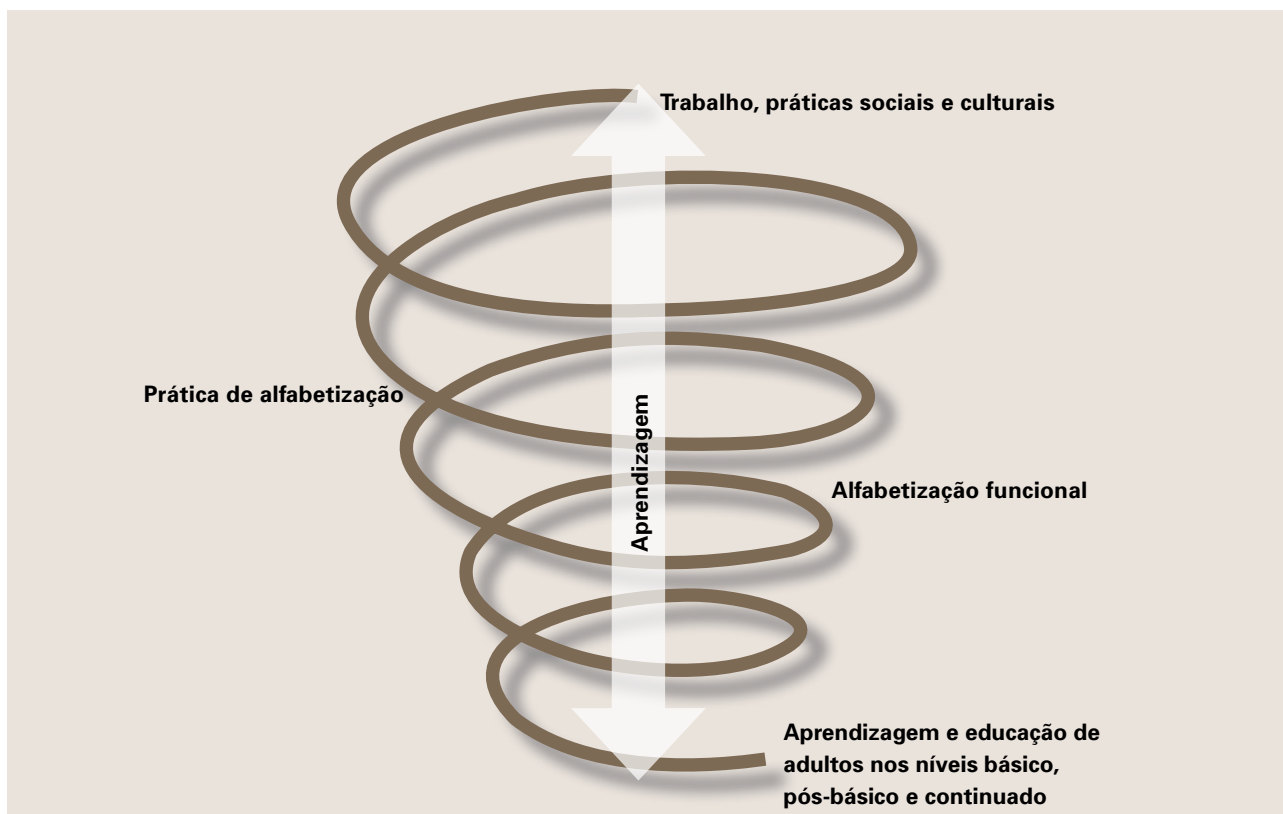 Trabalho, práticas sociais e culturais
Prática de alfabetização
Aprendizagem
Alfabetização funcional
Aprendizagem e educação de
adultos nos níveis básico,
pós-básico e continuado